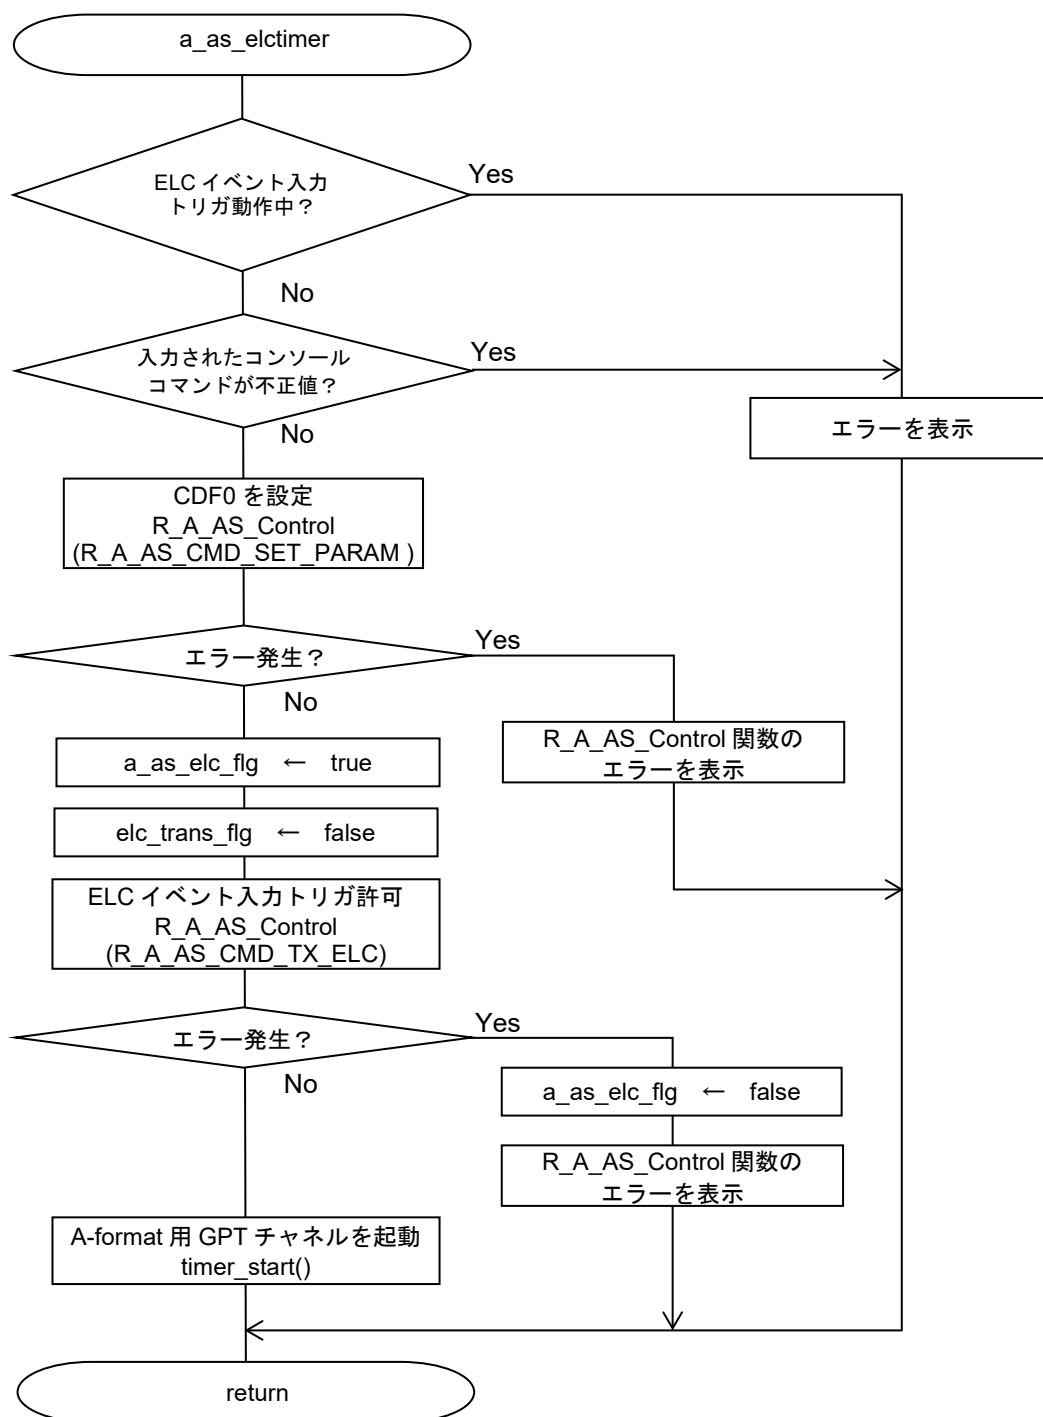 a_as_elctimer
ELC イベント入力
トリガ動作中？
Yes
No
入力されたコンソール
コマンドが不正値？
Yes
No
エラーを表示
CDF0 を設定
R_A_AS_Control
(R_A_AS_CMD_SET_PARAM )
エラー発生？
Yes
No
R_A_AS_Control 関数の
エラーを表示
a_as_elc_flg ← true
elc_trans_flg ← false
ELC イベント入力トリガ許可
R_A_AS_Control
(R_A_AS_CMD_TX_ELC)
エラー発生？
Yes
No
a_as_elc_flg ← false
R_A_AS_Control 関数の
エラーを表示
A-format 用 GPT チャネルを起動
timer_start()
return